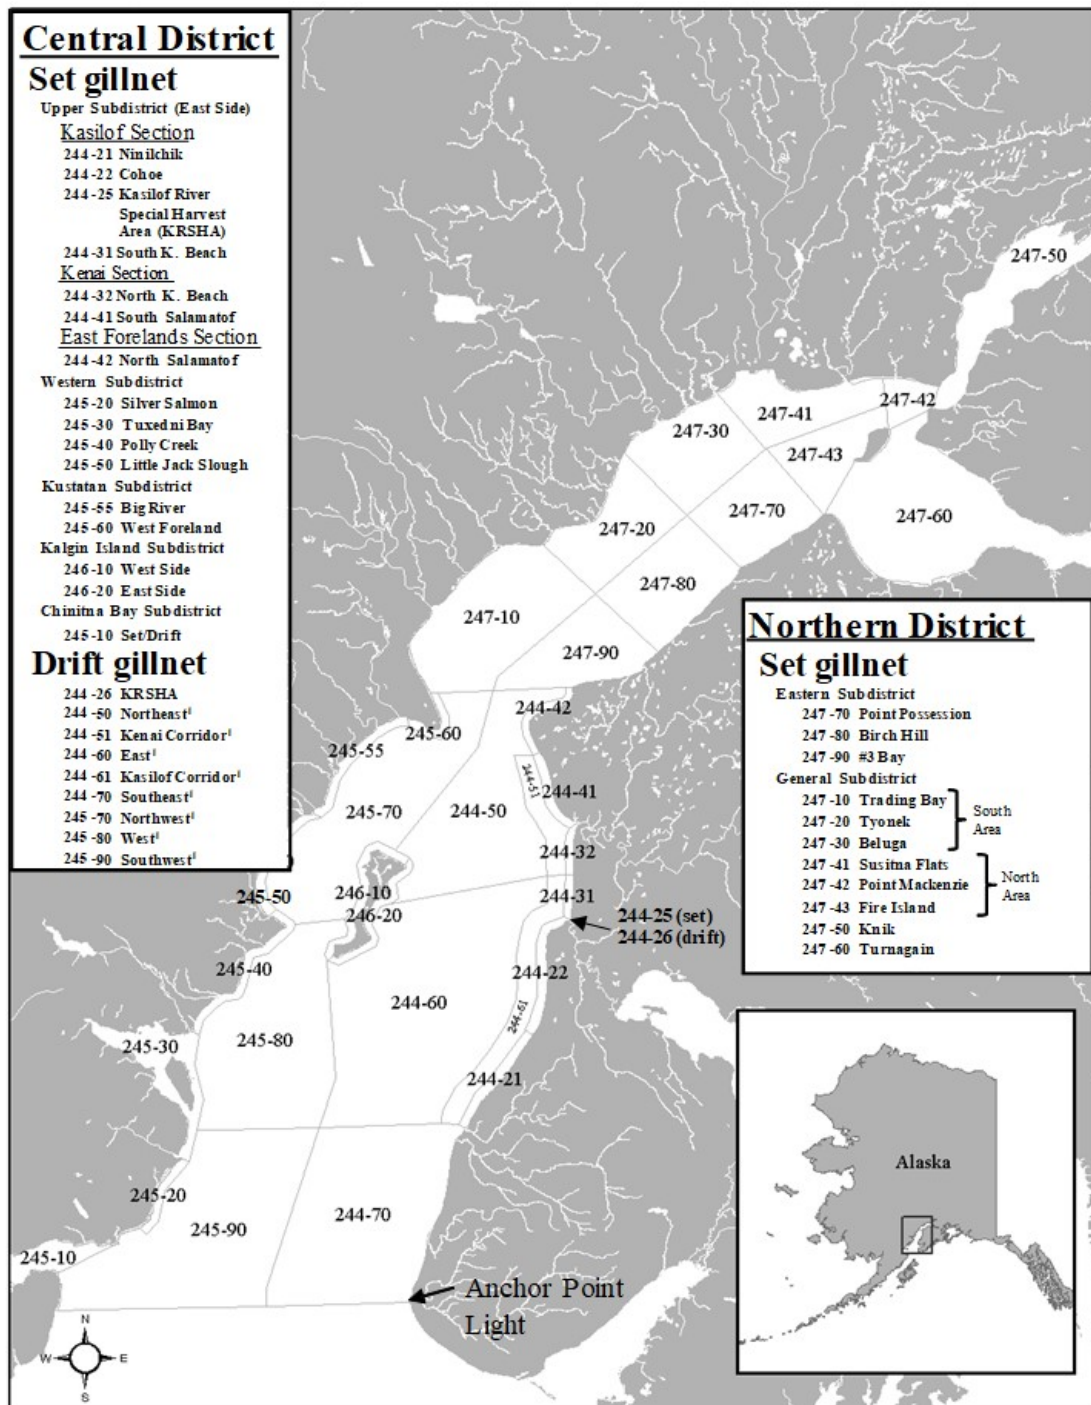 Central District
Set gillnet
Upper Subdistrict (East Side)
Kasilof Section
244-21 Ninilchik
244-22 Cohoe
244-25 Kasilof River
Special Harvest
Area (KRSHA)
244-31 South K. Beach
Kenai Section
244-32 North K. Beach
244-41 South Salamatof
East Forelands Section
244-42 North Salamatof
Western Subdistrict
245-20 Silver Salmon
245-30 Tuxedni Bay
245-40 Polly Creek
245-50 Little Jack Slough
Kustatan Subdistrict
245-55 Big River
245-60 West Foreland
Kalgin Island Subdistrict
246-10 West Side
246-20 East Side
Chinitna Bay Subdistrict
245-10 Set/Drift
Drift gillnet
244-26 KRSHA
244-50 Northeast
244-51 Kenai Corridor
244-60 East
244-61 Kasilof Corridor
244-70 Southeast
245-70 Northwest
245-80 West
245-90 Southwest
247-50
247-42
247-41
247-30
247-43
247-70
247-60
247-20
247-80
247-10
247-90
Northern District
Set gillnet
Eastern Subdistrict
247-70 Point Possession
247-80 Birch Hill
247-90 #3 Bay
General Subdistrict
247-10 Trading Bay
247-20 Tyonek
247-30 Beluga
South
Area
247-41 Susitna Flats
247-42 Point Mackenzie
247-43 Fire Island
North
Area
247-50 Knik
247-60 Turnagain
244-42
245-60
245-55
244-51
244-41
245-70
244-50
244-32
246-10
245-50
244-31
246-20
244-25 (set)
244-26 (drift)
245-40
244-22
244-60
244-61
245-30
245-80
244-21
245-20
245-90
244-70
245-10
Anchor Point
Light
Alaska
N
W
E
S